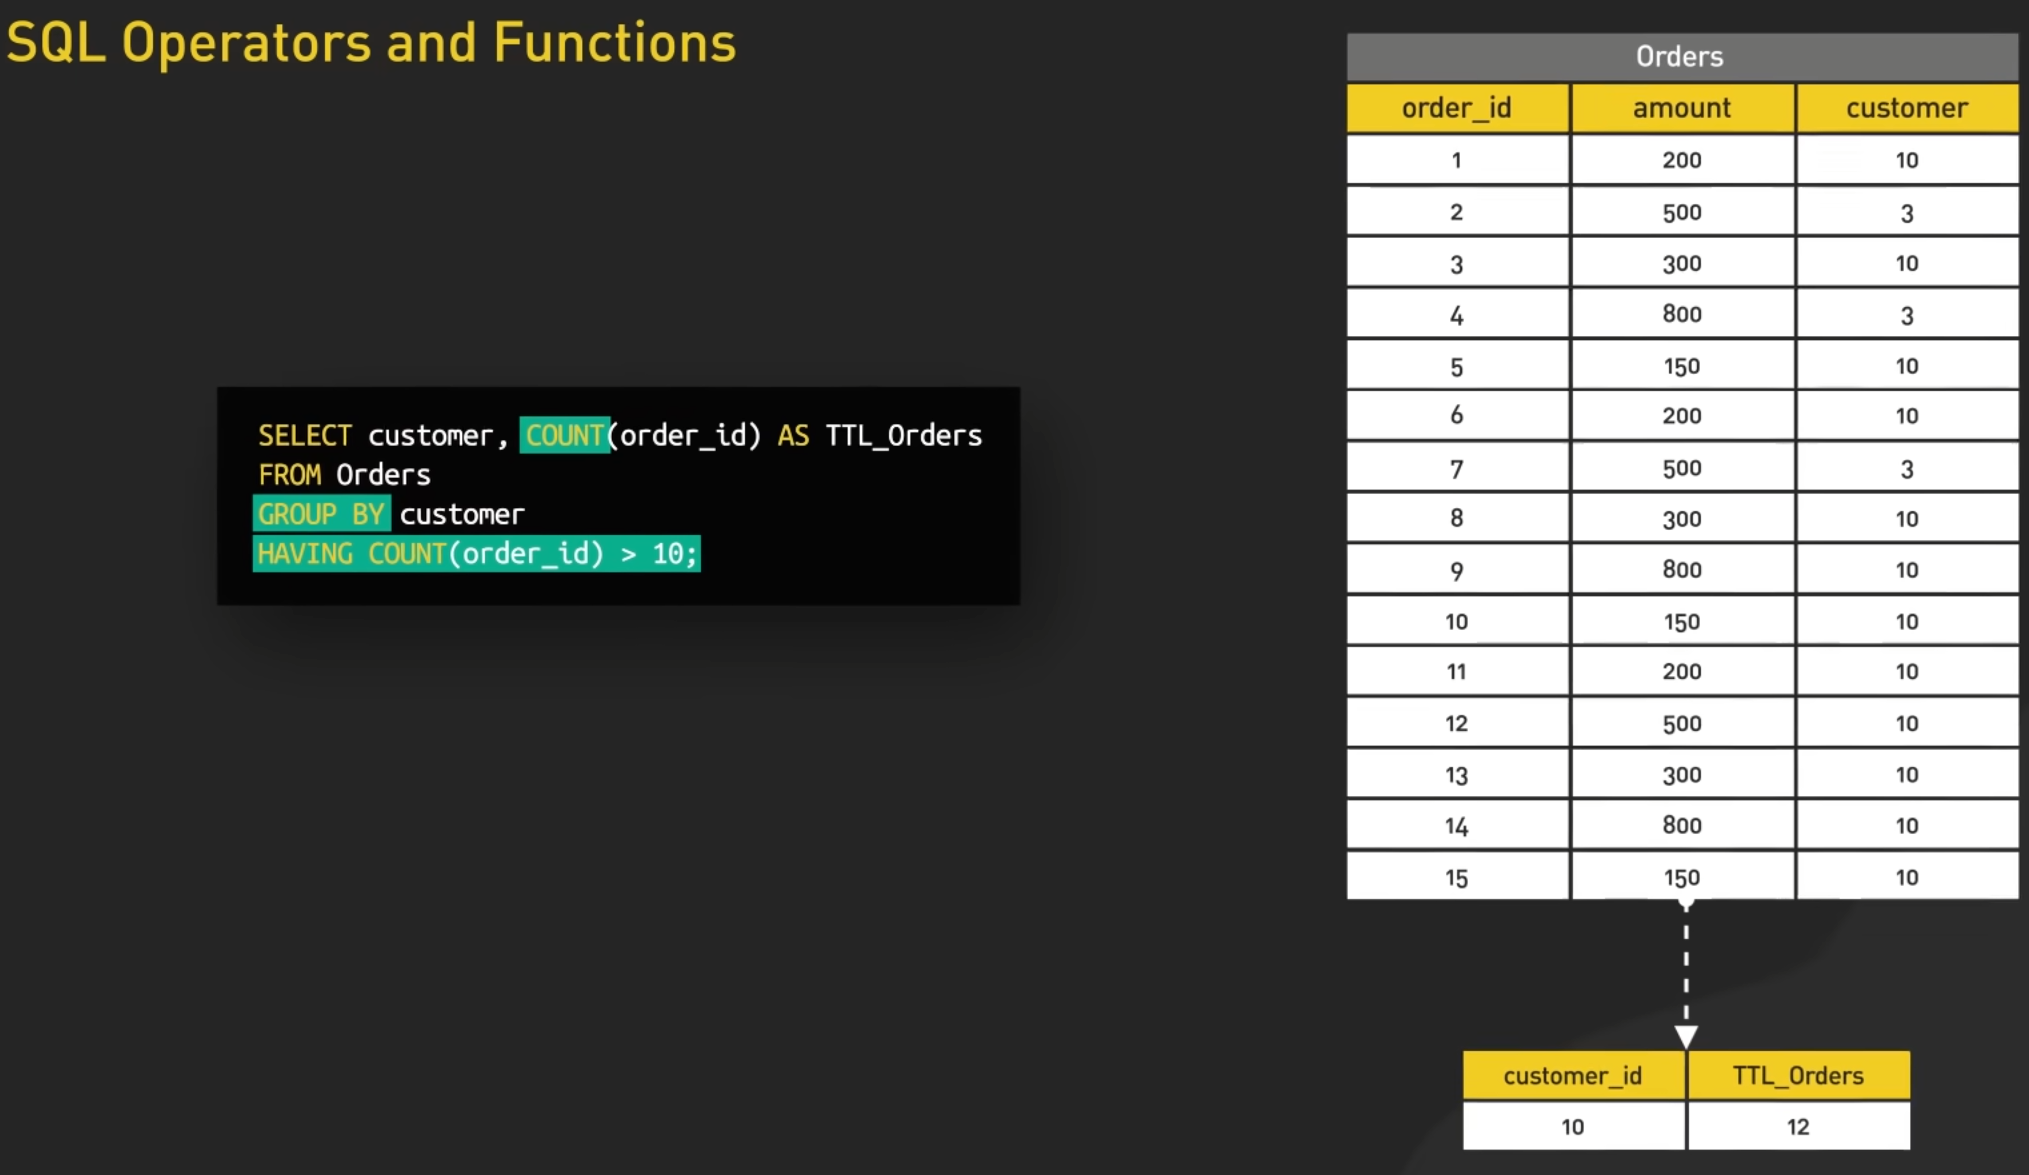 SQL Operators and Functions
SELECT customer, COUNT(order_id) AS TTL_Orders
FROM Orders
GROUP BY customer
HAVING COUNT(order_id) > 10;
Orders
order_id amount customer
1 200 10
2 500 3
3 300 10
4 800 3
5 150 10
6 200 10
7 500 3
8 300 10
9 800 10
10 150 10
11 200 10
12 500 10
13 300 10
14 800 10
15 150 10
customer_id TTL_Orders
10 12